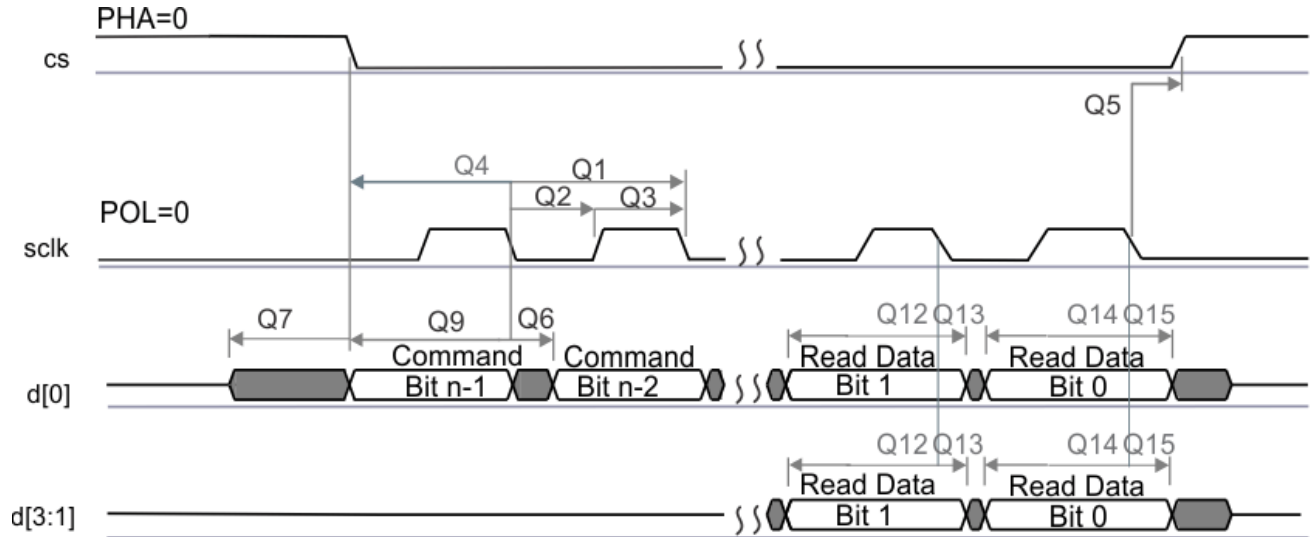 PHA=0
cs
Q5
Q4 Q1
Q2 Q3
POL=0
sclk
Q7 Q9 Q6 Q12 Q13 Q14 Q15
Command Command Read Data Read Data
d[0] Bit n-1 Bit n-2 Bit 1 Bit 0
Q12 Q13 Q14 Q15
Read Data Read Data
d[3:1] Bit 1 Bit 0